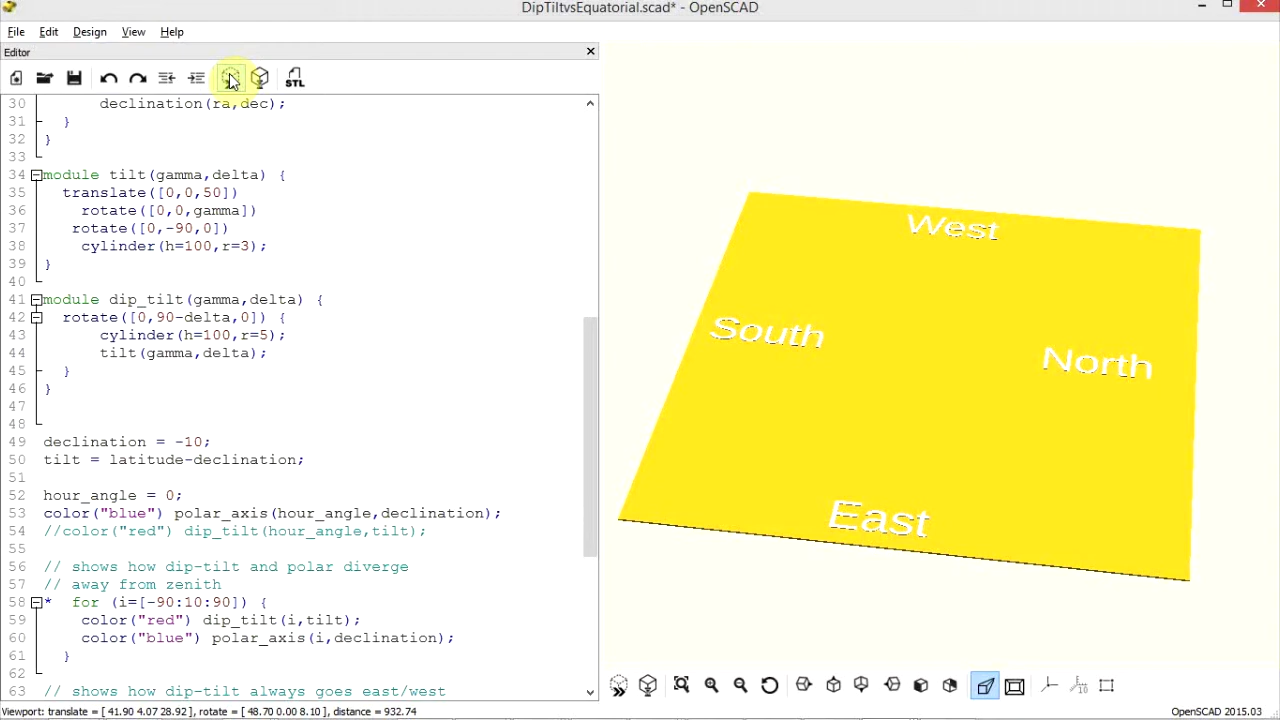 DipTiltvsEquatorial.scad* - OpenSCAD
File Edit Design View Help
Editor
STL
30 declination(ra,dec);
31 }
32 }
33
34 module tilt(gamma,delta) {
35 translate([0,0,50])
36 rotate([0,0,gamma])
37 rotate([0,-90,0])
38 cylinder(h=100,r=3);
39 }
40
41 module dip_tilt(gamma,delta) {
42 rotate([0,90-delta,0]) {
43 cylinder(h=100,r=5);
44 tilt(gamma,delta);
45 }
46 }
47
48
49 declination = -10;
50 tilt = latitude-declination;
51
52 hour_angle = 0;
53 color("blue") polar_axis(hour_angle,declination);
54 //color("red") dip_tilt(hour_angle,tilt);
55
56 // shows how dip-tilt and polar diverge
57 // away from zenith
58 * for (i=[-90:10:90]) {
59 color("red") dip_tilt(i,tilt);
60 color("blue") polar_axis(i,declination);
61 }
62
63 // shows how dip-tilt always goes east/west
West
South
North
East
10
Viewport: translate = [ 41.90 4.07 28.92 ], rotate = [ 48.70 0.00 8.10 ], distance = 932.74
OpenSCAD 2015.03